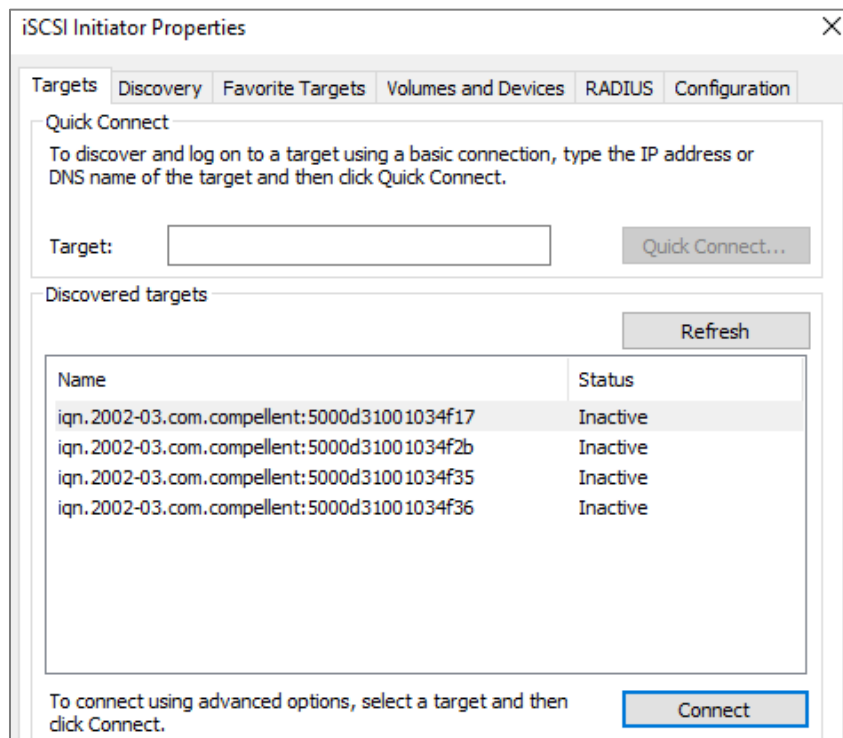 iSCSI Initiator Properties
Targets Discovery Favorite Targets Volumes and Devices RADIUS Configuration
Quick Connect
To discover and log on to a target using a basic connection, type the IP address or
DNS name of the target and then click Quick Connect.
Target: Quick Connect...
Discovered targets
Refresh
Name Status
iqn.2002-03.com.compellent:5000d31001034f17 Inactive
iqn.2002-03.com.compellent:5000d31001034f2b Inactive
iqn.2002-03.com.compellent:5000d31001034f35 Inactive
iqn.2002-03.com.compellent:5000d31001034f36 Inactive
To connect using advanced options, select a target and then
click Connect.
Connect